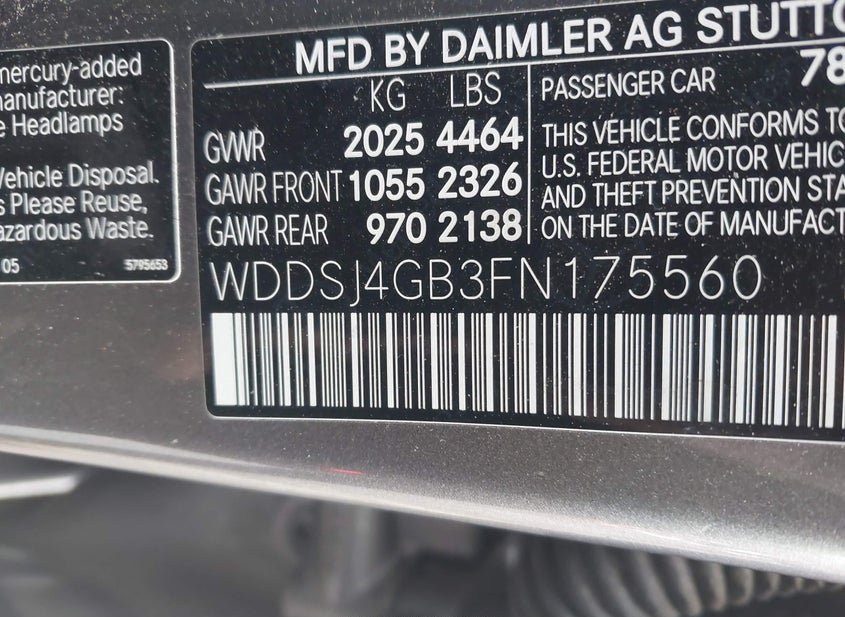 mercury-added
manufacturer:
e Headlamps
Vehicle Disposal.
s Please Reuse,
azardous Waste.
05 5795653
MFD BY DAIMLER AG STUTTG
KG LBS
GVWR 2025 4464
GAWR FRONT 1055 2326
GAWR REAR 970 2138
PASSENGER CAR 78
THIS VEHICLE CONFORMS TO
U.S. FEDERAL MOTOR VEHIC
AND THEFT PREVENTION STA
ON THE DATE OF MANUFACT
WDDSJ4GB3FN175560